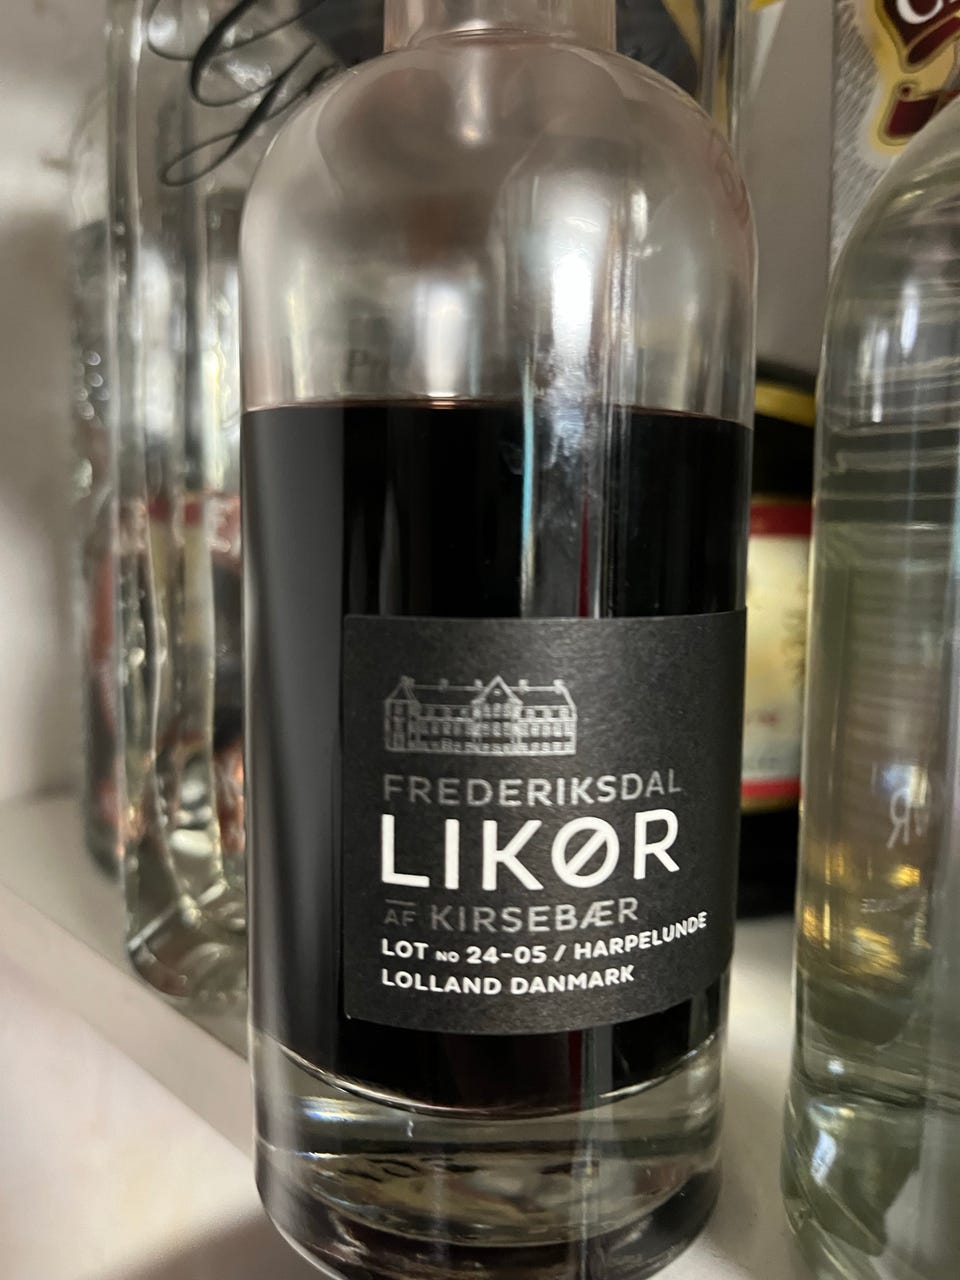 FREDERIKSDAL
LIKØR
AF KIRSEBÆR
LOT NO 24-05 / HARPELUNDE
LOLLAND DANMARK